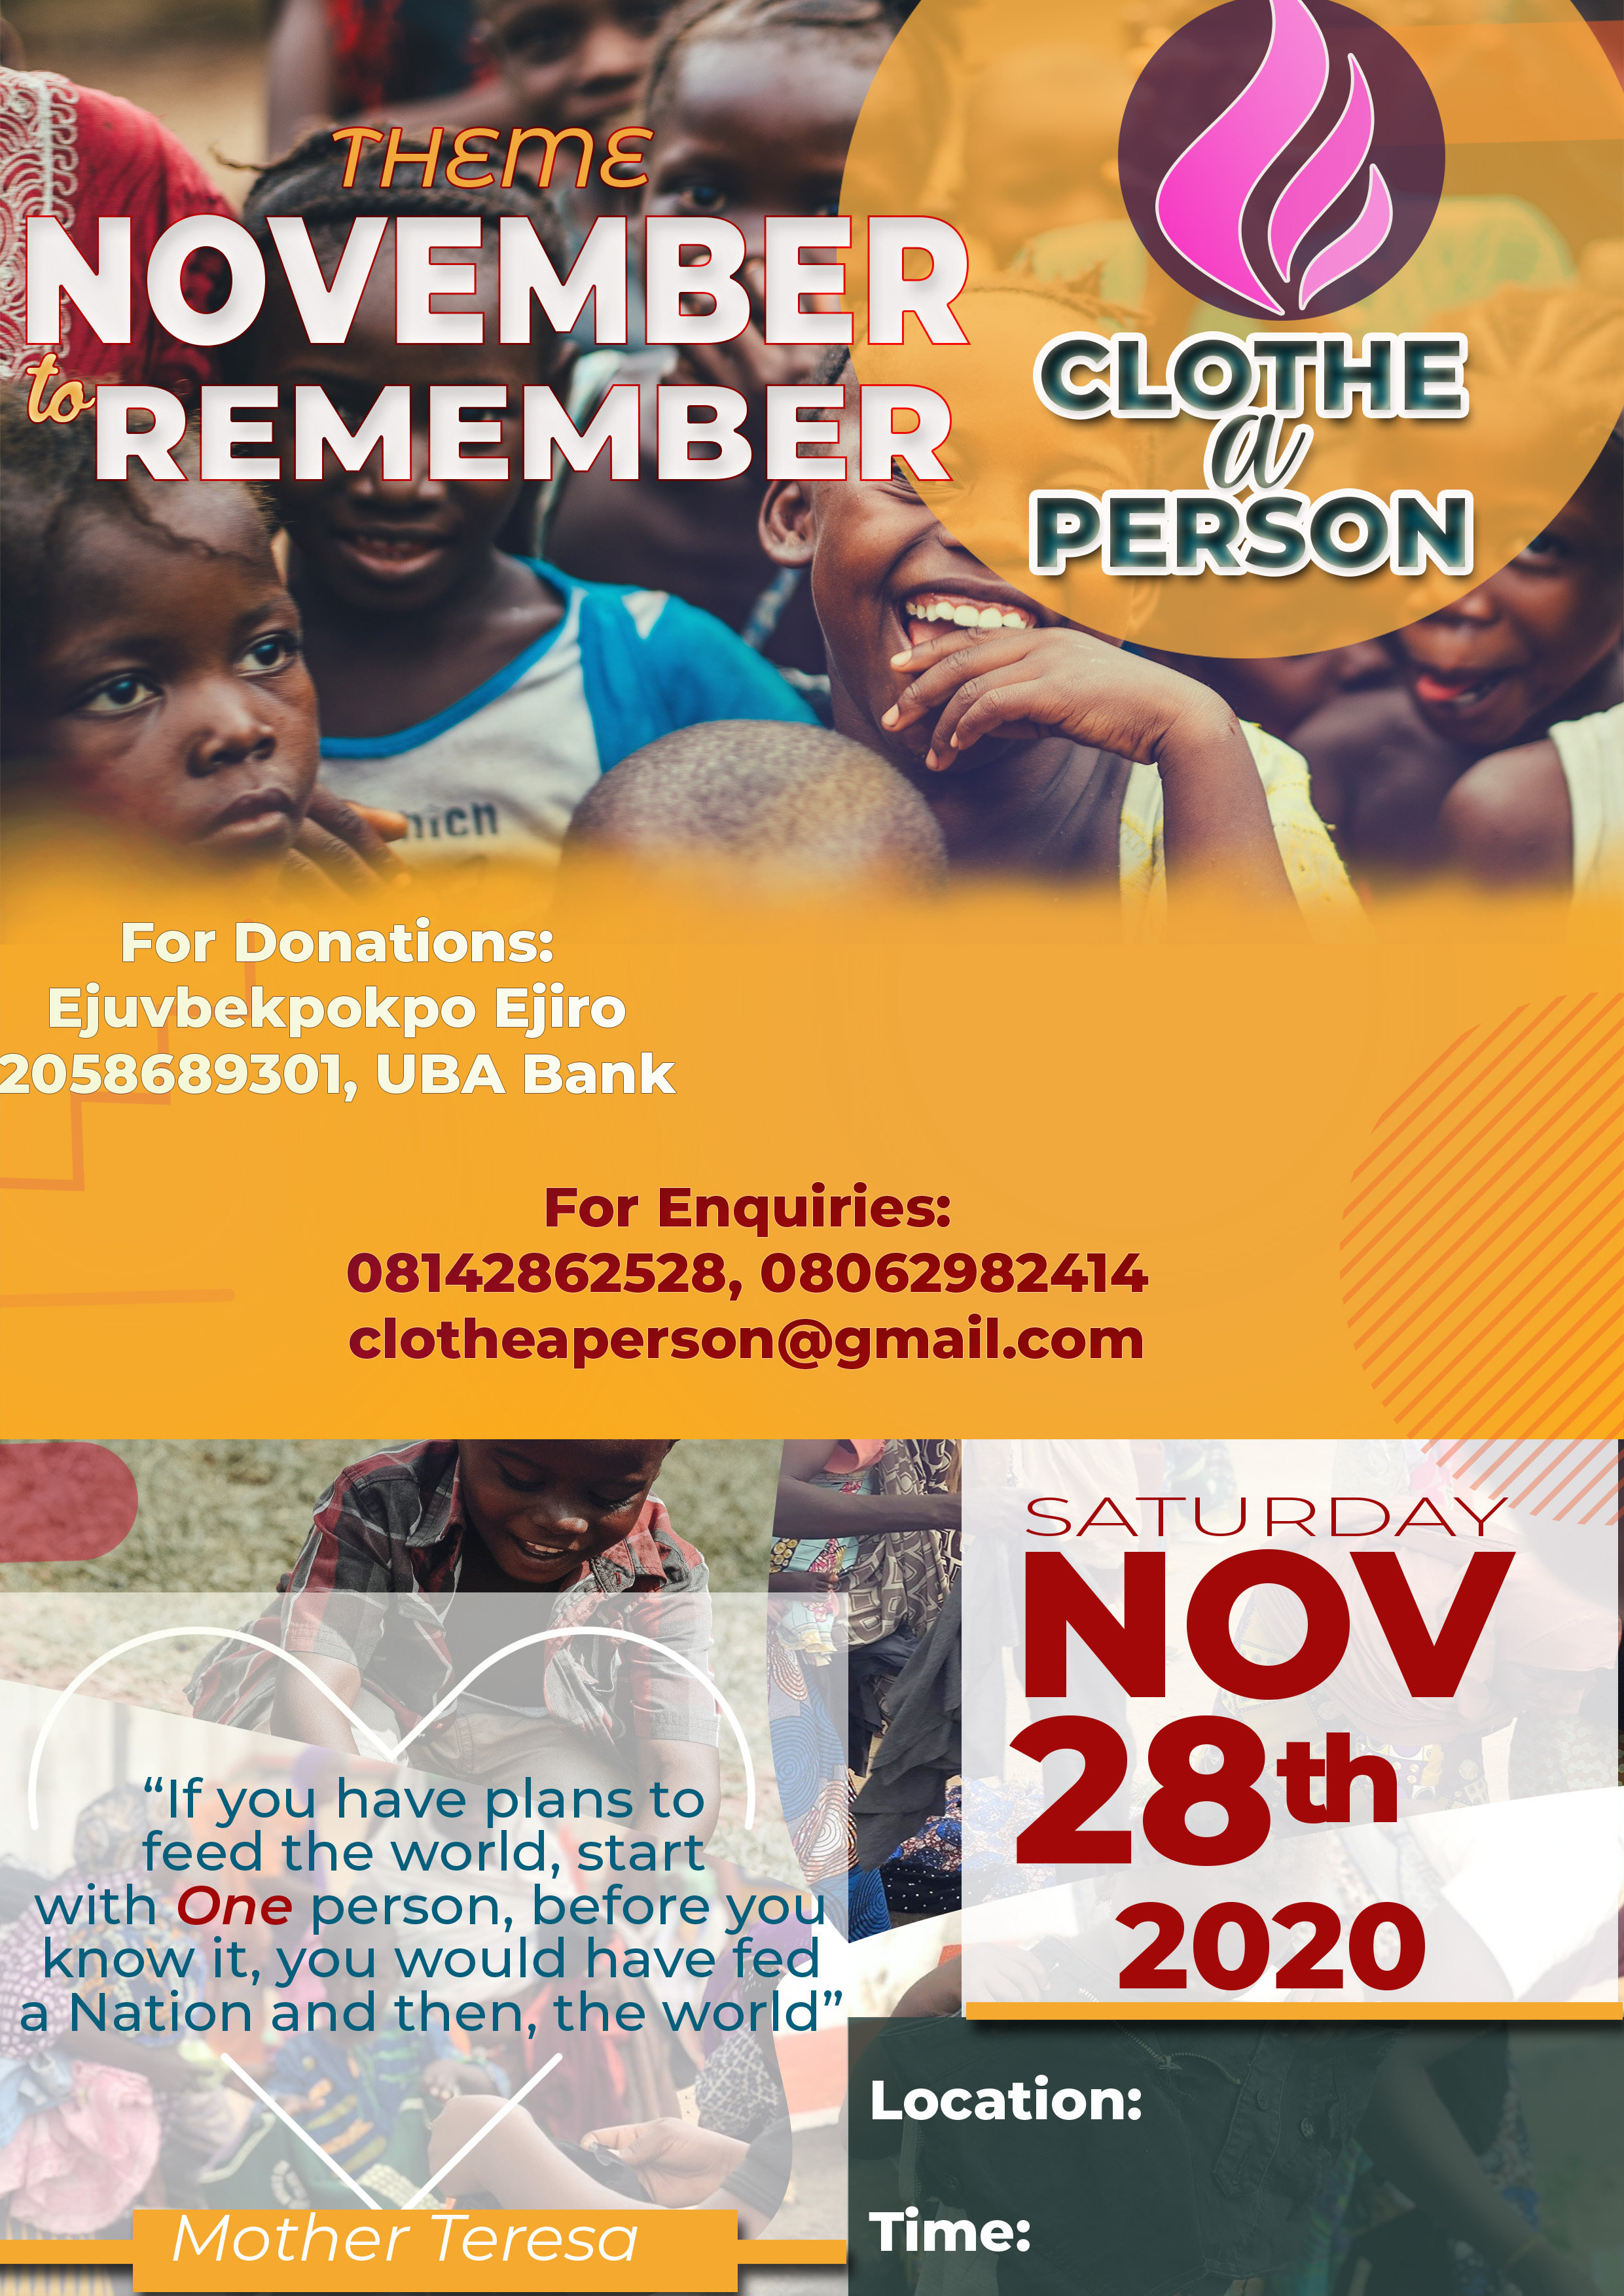 THEME
NOVEMBER
to REMEMBER
CLOTHE
a
PERSON
nich
For Donations:
Ejuvbekpokpo Ejiro
2058689301, UBA Bank
For Enquiries:
08142862528, 08062982414
clotheaperson@gmail.com
SATURDAY
NOV
28th
2020
“If you have plans to
feed the world, start
with One person, before you
know it, you would have fed
a Nation and then, the world”
Mother Teresa
Location:
Time: